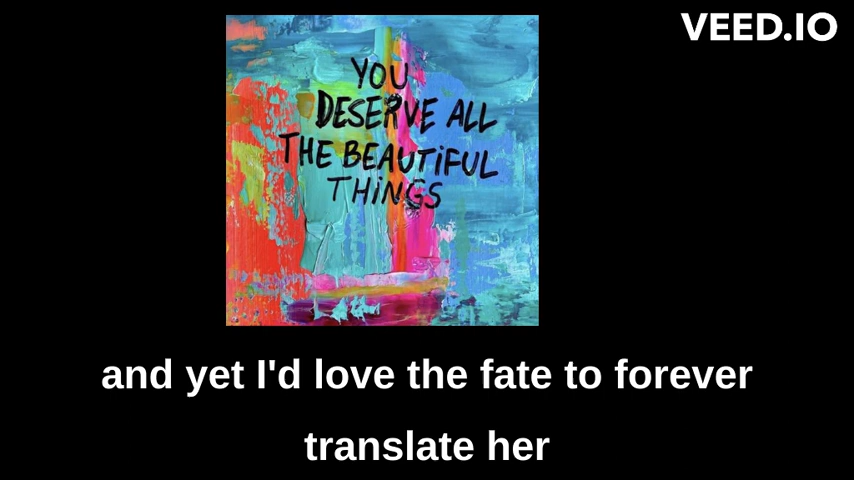 VEED.IO
YOU
DESERVE ALL
THE BEAUTiFUL
THiNGS
and yet I'd love the fate to forever
translate her